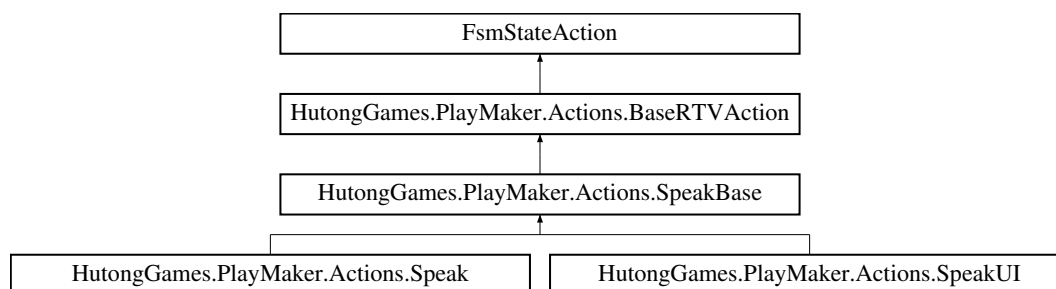 FsmStateAction
HutongGames.PlayMaker.Actions.BaseRTVAction
HutongGames.PlayMaker.Actions.SpeakBase
HutongGames.PlayMaker.Actions.Speak
HutongGames.PlayMaker.Actions.SpeakUI